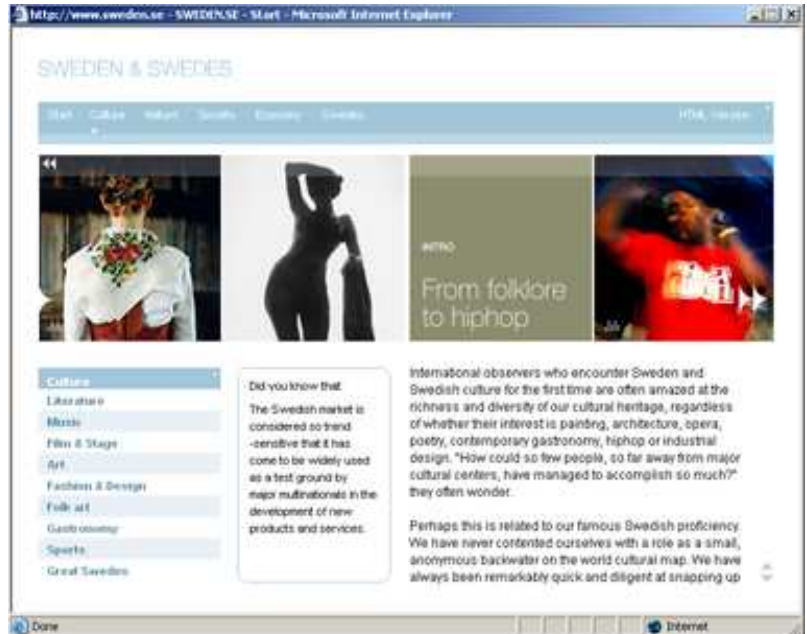 http://www.sweden.se - SWEDEN.SE - Start - Microsoft Internet Explorer
SWEDEN & SWEDES
Start Culture Nature Society Economy Sweden HTML version
INTRO
From folklore
to hiphop
Culture
Literature
Music
Film & Stage
Art
Fashion & Design
Folk art
Gastronomy
Sports
Great Swedes
Did you know that
The Swedish market is
considered so trend
-sensitive that it has
come to be widely used
as a test ground by
major multinationals in the
development of new
products and services.
International observers who encounter Sweden and
Swedish culture for the first time are often amazed at the
richness and diversity of our cultural heritage, regardless
of whether their interest is painting, architecture, opera,
poetry, contemporary gastronomy, hiphop or industrial
design. "How could so few people, so far away from major
cultural centers, have managed to accomplish so much?"
they often wonder.
Perhaps this is related to our famous Swedish proficiency.
We have never contented ourselves with a role as a small,
anonymous backwater on the world cultural map. We have
always been remarkably quick and diligent at snapping up
Done
Internet